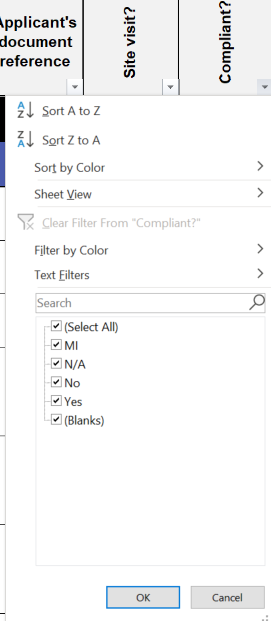 Applicant's
document
reference
Site visit?
Compliant?
Sort A to Z
Sort Z to A
Sort by Color
Sheet View
Clear Filter From "Compliant?"
Filter by Color
Text Filters
Search
(Select All)
MI
N/A
No
Yes
(Blanks)
OK
Cancel